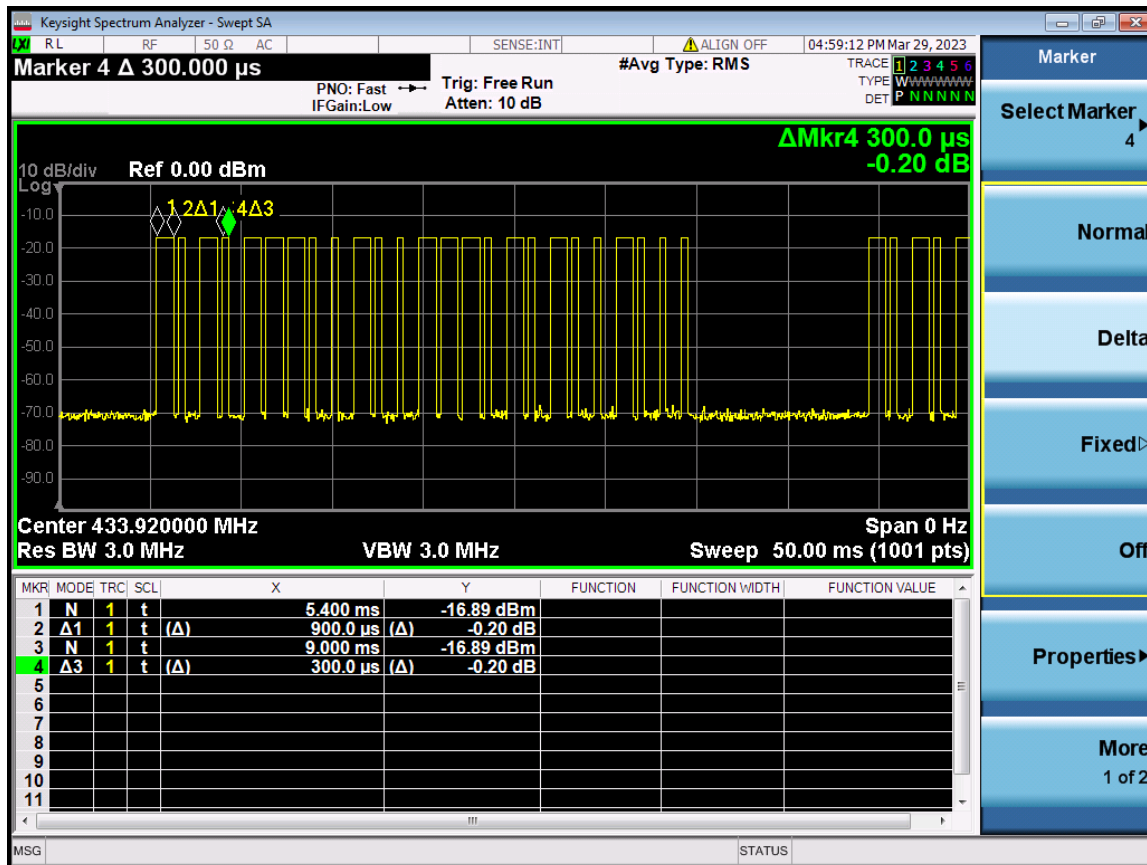 Keysight Spectrum Analyzer - Swept SA
LXI RL RF 50 Ω AC SENSE:INT ALIGN OFF 04:59:12 PM Mar 29, 2023
Marker 4 Δ 300.000 µs
PNO: Fast
IFGain:Low
Trig: Free Run
Atten: 10 dB
#Avg Type: RMS
TRACE 1 2 3 4 5 6
TYPE WWWWWW
DET P N N N N N
ΔMkr4 300.0 µs
-0.20 dB
10 dB/div Ref 0.00 dBm
Log
-10.0
-20.0
-30.0
-40.0
-50.0
-60.0
-70.0
-80.0
-90.0
1 2Δ1 4Δ3
Center 433.920000 MHz Span 0 Hz
Res BW 3.0 MHz VBW 3.0 MHz Sweep 50.00 ms (1001 pts)
MKR MODE TRC SCL X Y FUNCTION FUNCTION WIDTH FUNCTION VALUE
1 N 1 t 5.400 ms -16.89 dBm
2 Δ1 1 t (Δ) 900.0 µs (Δ) -0.20 dB
3 N 1 t 9.000 ms -16.89 dBm
4 Δ3 1 t (Δ) 300.0 µs (Δ) -0.20 dB
5
6
7
8
9
10
11
MSG STATUS
Marker
Select Marker
4
Normal
Delta
Fixed
Off
Properties
More
1 of 2